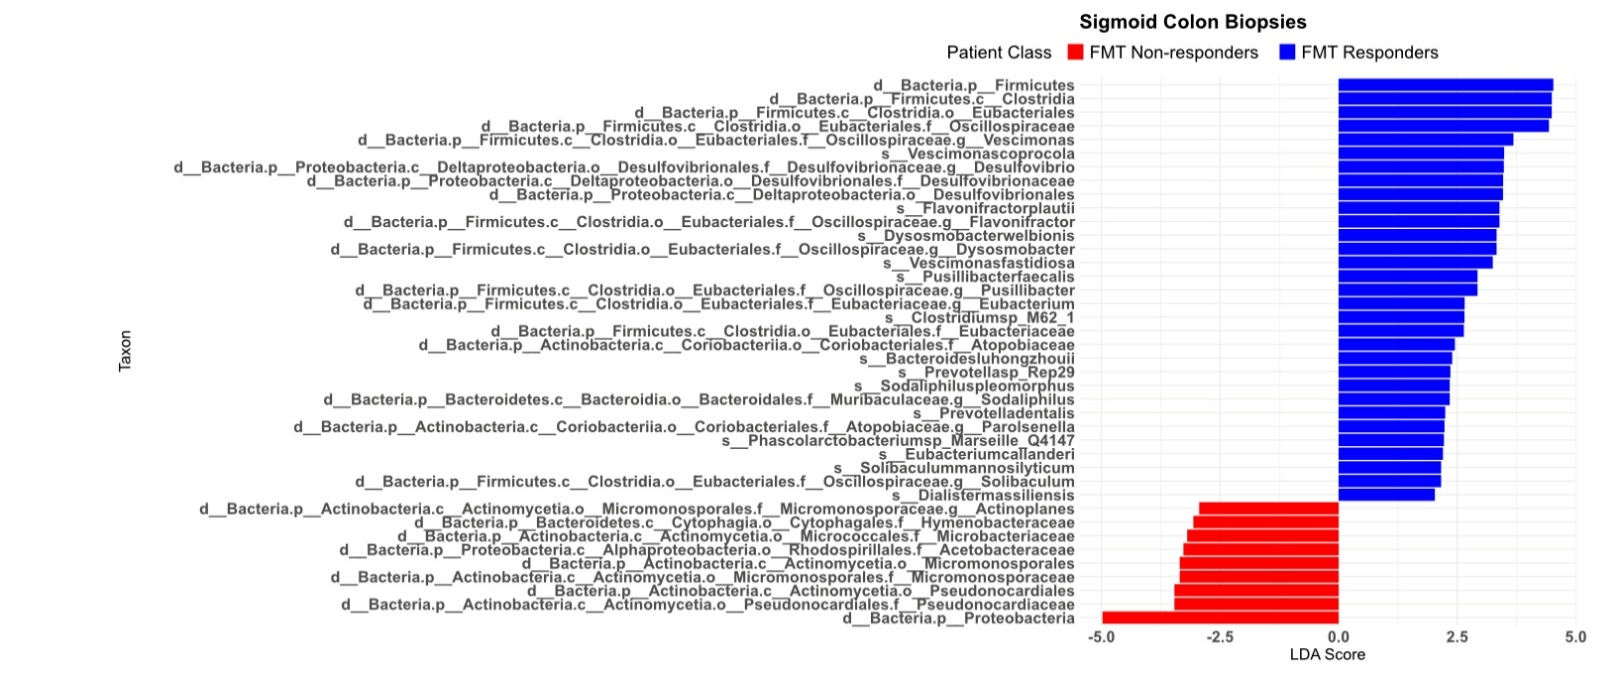 Sigmoid Colon Biopsies
Patient Class FMT Non-responders FMT Responders
d__Bacteria.p__Firmicutes
d__Bacteria.p__Firmicutes.c__Clostridia
d__Bacteria.p__Firmicutes.c__Clostridia.o__Eubacteriales
d__Bacteria.p__Firmicutes.c__Clostridia.o__Eubacteriales.f__Oscillospiraceae
d__Bacteria.p__Firmicutes.c__Clostridia.o__Eubacteriales.f__Oscillospiraceae.g__Vescimonas
s__Vescimonascoprocola
d__Bacteria.p__Proteobacteria.c__Deltaproteobacteria.o__Desulfovibrionales.f__Desulfovibrionaceae.g__Desulfovibrio
d__Bacteria.p__Proteobacteria.c__Deltaproteobacteria.o__Desulfovibrionales.f__Desulfovibrionaceae
d__Bacteria.p__Proteobacteria.c__Deltaproteobacteria.o__Desulfovibrionales
s__Flavonifractorplautii
d__Bacteria.p__Firmicutes.c__Clostridia.o__Eubacteriales.f__Oscillospiraceae.g__Flavonifractor
s__Dysosmobacterwelbionis
d__Bacteria.p__Firmicutes.c__Clostridia.o__Eubacteriales.f__Oscillospiraceae.g__Dysosmobacter
s__Vescimonasfastidiosa
s__Pusillibacterfaecalis
d__Bacteria.p__Firmicutes.c__Clostridia.o__Eubacteriales.f__Oscillospiraceae.g__Pusillibacter
d__Bacteria.p__Firmicutes.c__Clostridia.o__Eubacteriales.f__Eubacteriaceae.g__Eubacterium
s__Clostridiumsp_M62_1
d__Bacteria.p__Firmicutes.c__Clostridia.o__Eubacteriales.f__Eubacteriaceae
d__Bacteria.p__Actinobacteria.c__Coriobacteriia.o__Coriobacteriales.f__Atopobiaceae
s__Bacteroidesluhongzhouii
s__Prevotellasp_Rep29
s__Sodaliphiluspleomorphus
d__Bacteria.p__Bacteroidetes.c__Bacteroidia.o__Bacteroidales.f__Muribaculaceae.g__Sodaliphilus
s__Prevotelladentalis
d__Bacteria.p__Actinobacteria.c__Coriobacteriia.o__Coriobacteriales.f__Atopobiaceae.g__Parolsenella
s__Phascolarctobacteriumsp_Marseille_Q4147
s__Eubacteriumcallanderi
s__Solibaculummannosilyticum
d__Bacteria.p__Firmicutes.c__Clostridia.o__Eubacteriales.f__Oscillospiraceae.g__Solibaculum
s__Dialistermassiliensis
d__Bacteria.p__Actinobacteria.c__Actinomycetia.o__Micromonosporales.f__Micromonosporaceae.g__Actinoplanes
d__Bacteria.p__Bacteroidetes.c__Cytophagia.o__Cytophagales.f__Hymenobacteraceae
d__Bacteria.p__Actinobacteria.c__Actinomycetia.o__Micrococcales.f__Microbacteriaceae
d__Bacteria.p__Proteobacteria.c__Alphaproteobacteria.o__Rhodospirillales.f__Acetobacteraceae
d__Bacteria.p__Actinobacteria.c__Actinomycetia.o__Micromonosporales
d__Bacteria.p__Actinobacteria.c__Actinomycetia.o__Micromonosporales.f__Micromonosporaceae
d__Bacteria.p__Actinobacteria.c__Actinomycetia.o__Pseudonocardiales
d__Bacteria.p__Actinobacteria.c__Actinomycetia.o__Pseudonocardiales.f__Pseudonocardiaceae
d__Bacteria.p__Proteobacteria
Taxon
-5.0 -2.5 0.0 2.5 5.0
LDA Score